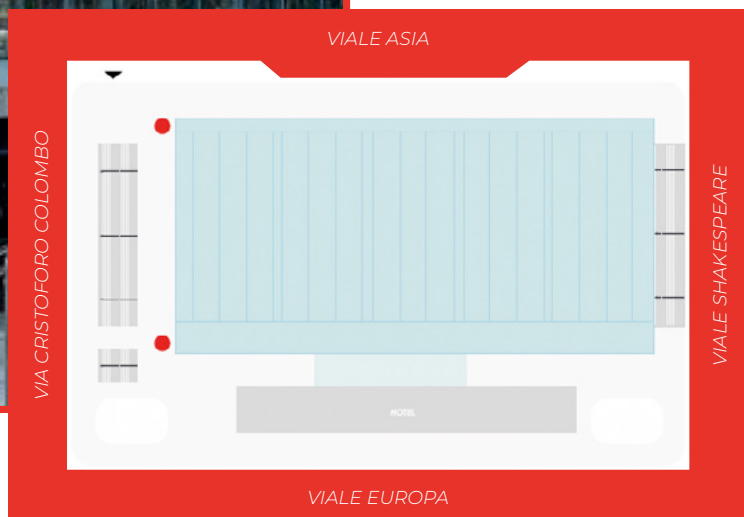 VIALE ASIA
VIA CRISTOFORO COLOMBO
VIALE SHAKESPEARE
HOTEL
VIALE EUROPA